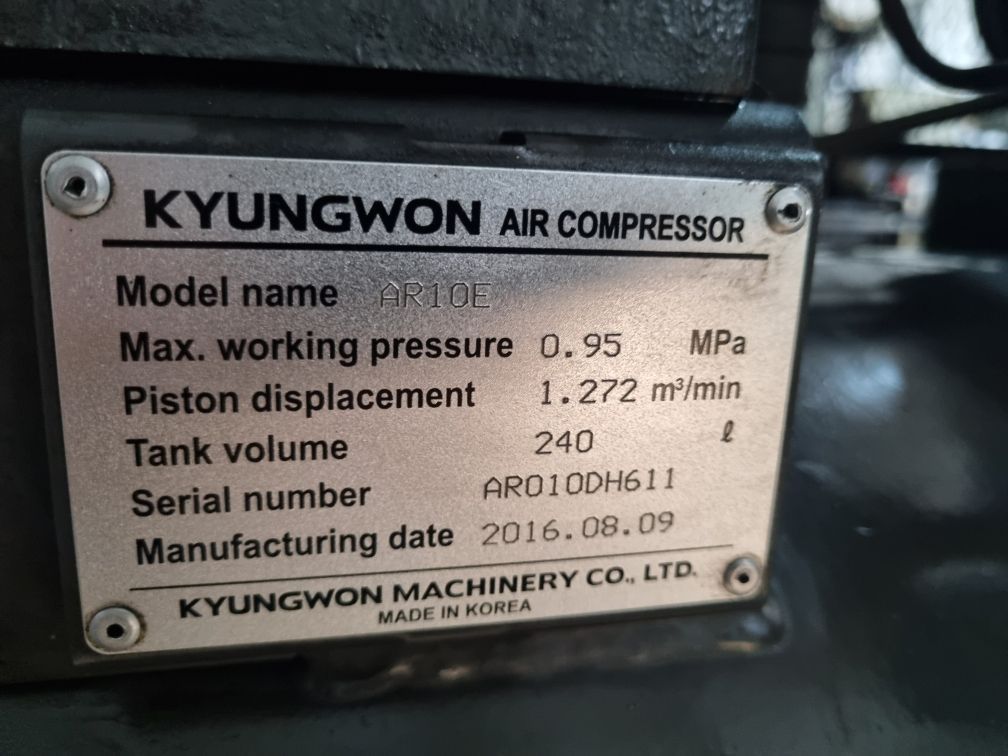 KYUNGWON AIR COMPRESSOR
Model name AR10E
Max. working pressure 0.95 MPa
Piston displacement 1.272 m³/min
Tank volume 240 ℓ
Serial number AR010DH611
Manufacturing date 2016.08.09
KYUNGWON MACHINERY CO., LTD.
MADE IN KOREA